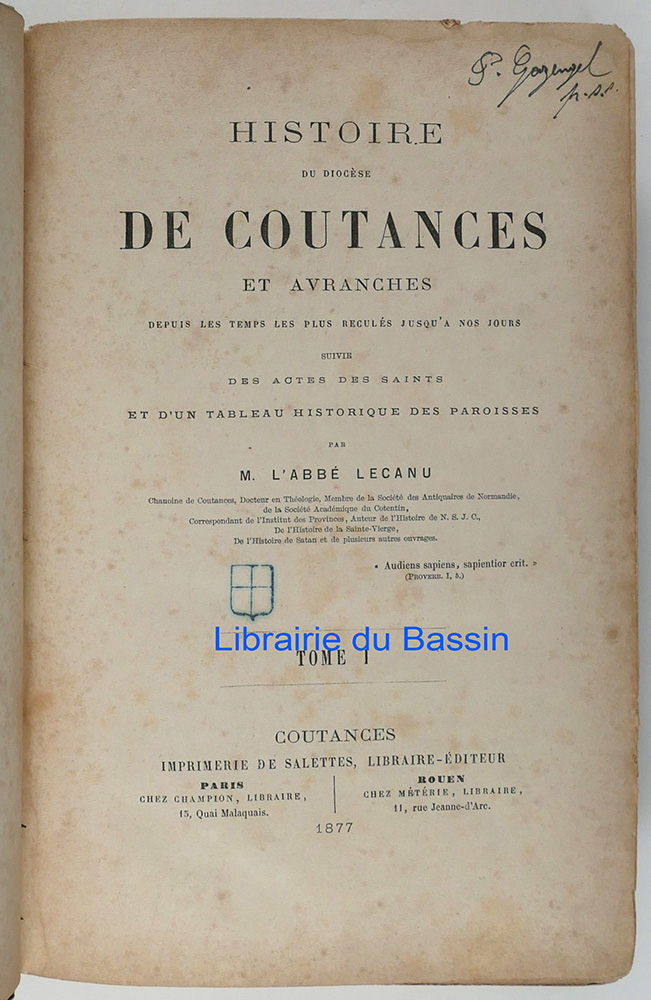 P. Gazengel
p.s.s.
HISTOIRE
DU DIOCÈSE
DE COUTANCES
ET AVRANCHES
DEPUIS LES TEMPS LES PLUS RECULÉS JUSQU'A NOS JOURS
SUIVIE
DES ACTES DES SAINTS
ET D'UN TABLEAU HISTORIQUE DES PAROISSES
PAR
M. L'ABBÉ LECANU
Chanoine de Coutances, Docteur en Théologie, Membre de la Société des Antiquaires de Normandie,
de la Société Académique du Cotentin,
Correspondant de l'Institut des Provinces, Auteur de l'Histoire de N. S. J. C.,
De l'Histoire de la Sainte-Vierge,
De l'Histoire de Satan et de plusieurs autres ouvrages.
« Audiens sapiens, sapientior erit. »
(PROVERB. I, 5.)
Librairie du Bassin
TOME I
COUTANCES
IMPRIMERIE DE SALETTES, LIBRAIRE-ÉDITEUR
PARIS
CHEZ CHAMPION, LIBRAIRE,
15, Quai Malaquais.
ROUEN
CHEZ MÉTÉRIE, LIBRAIRE,
11, rue Jeanne-d'Arc.
1877